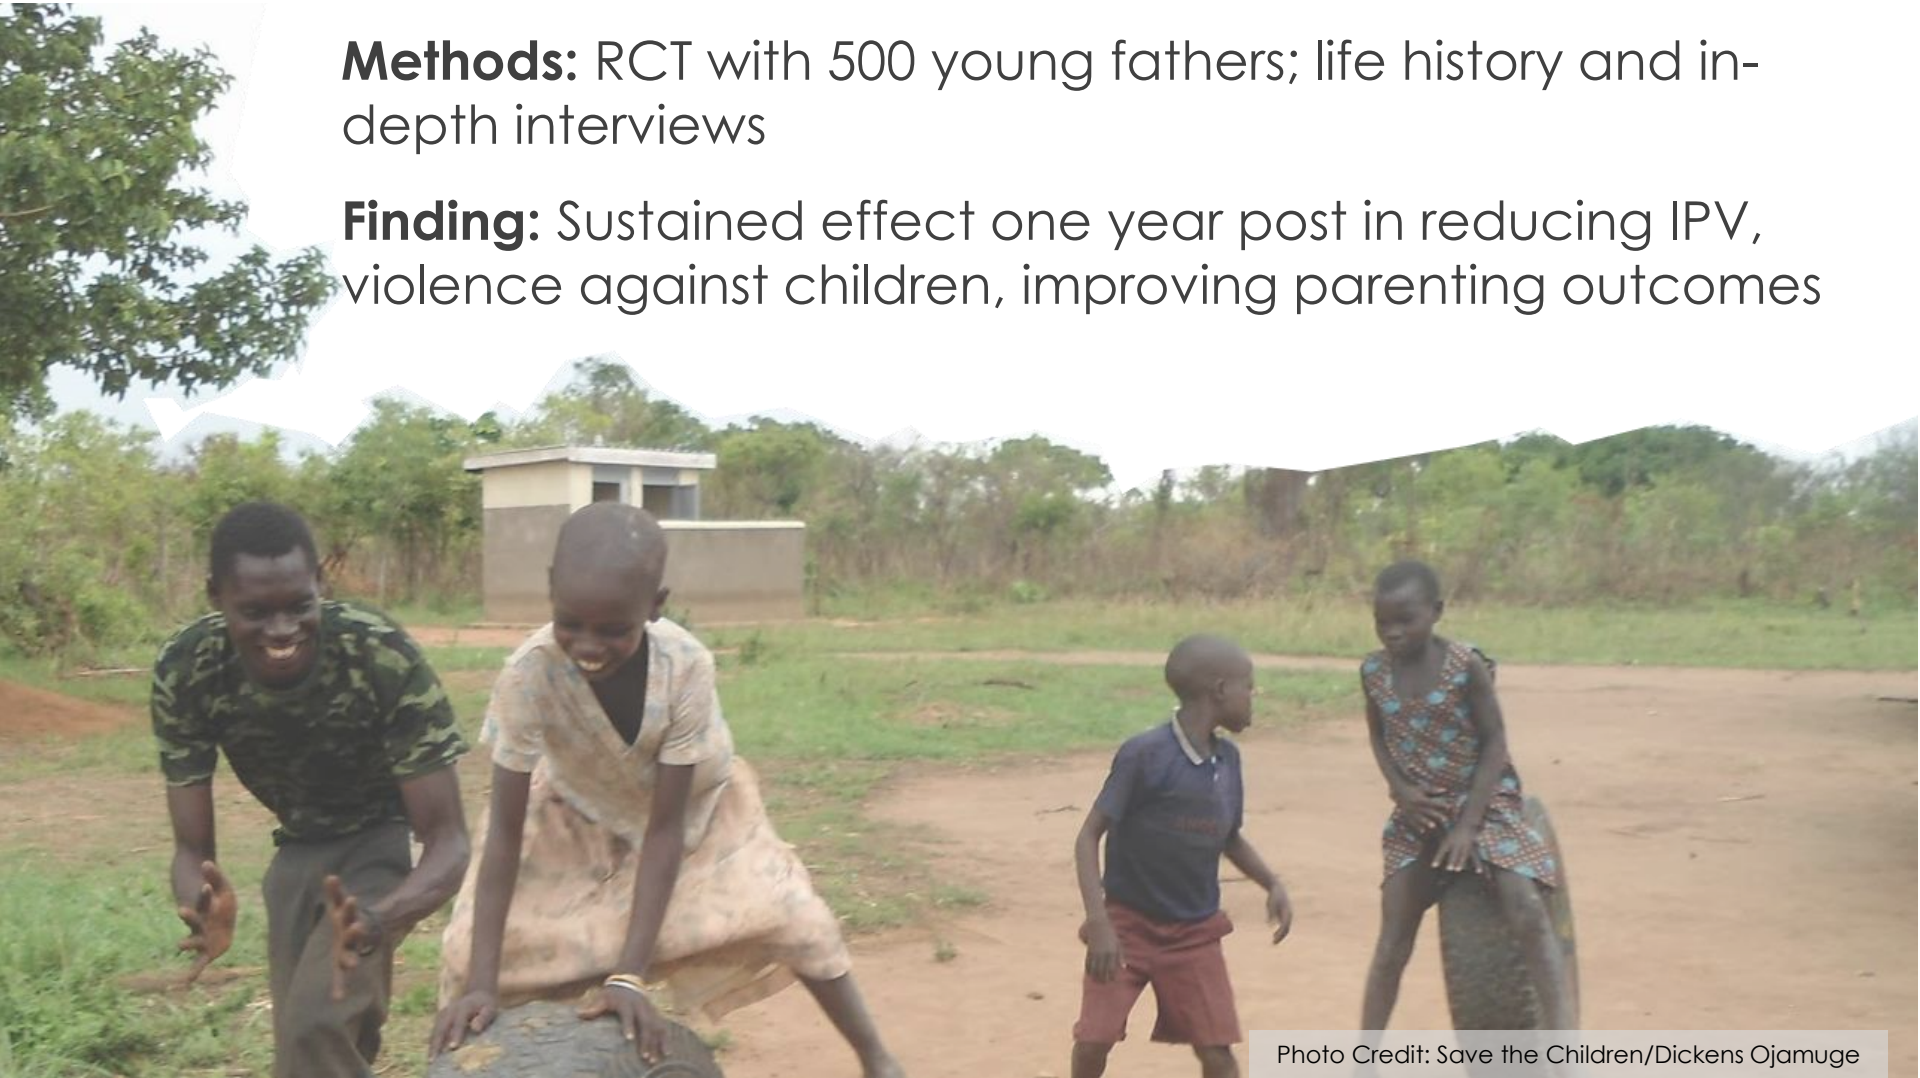 Methods: RCT with 500 young fathers; life history and in-
depth interviews
Finding: Sustained effect one year post in reducing IPV,
violence against children, improving parenting outcomes
Photo Credit: Save the Children/Dickens Ojamuge